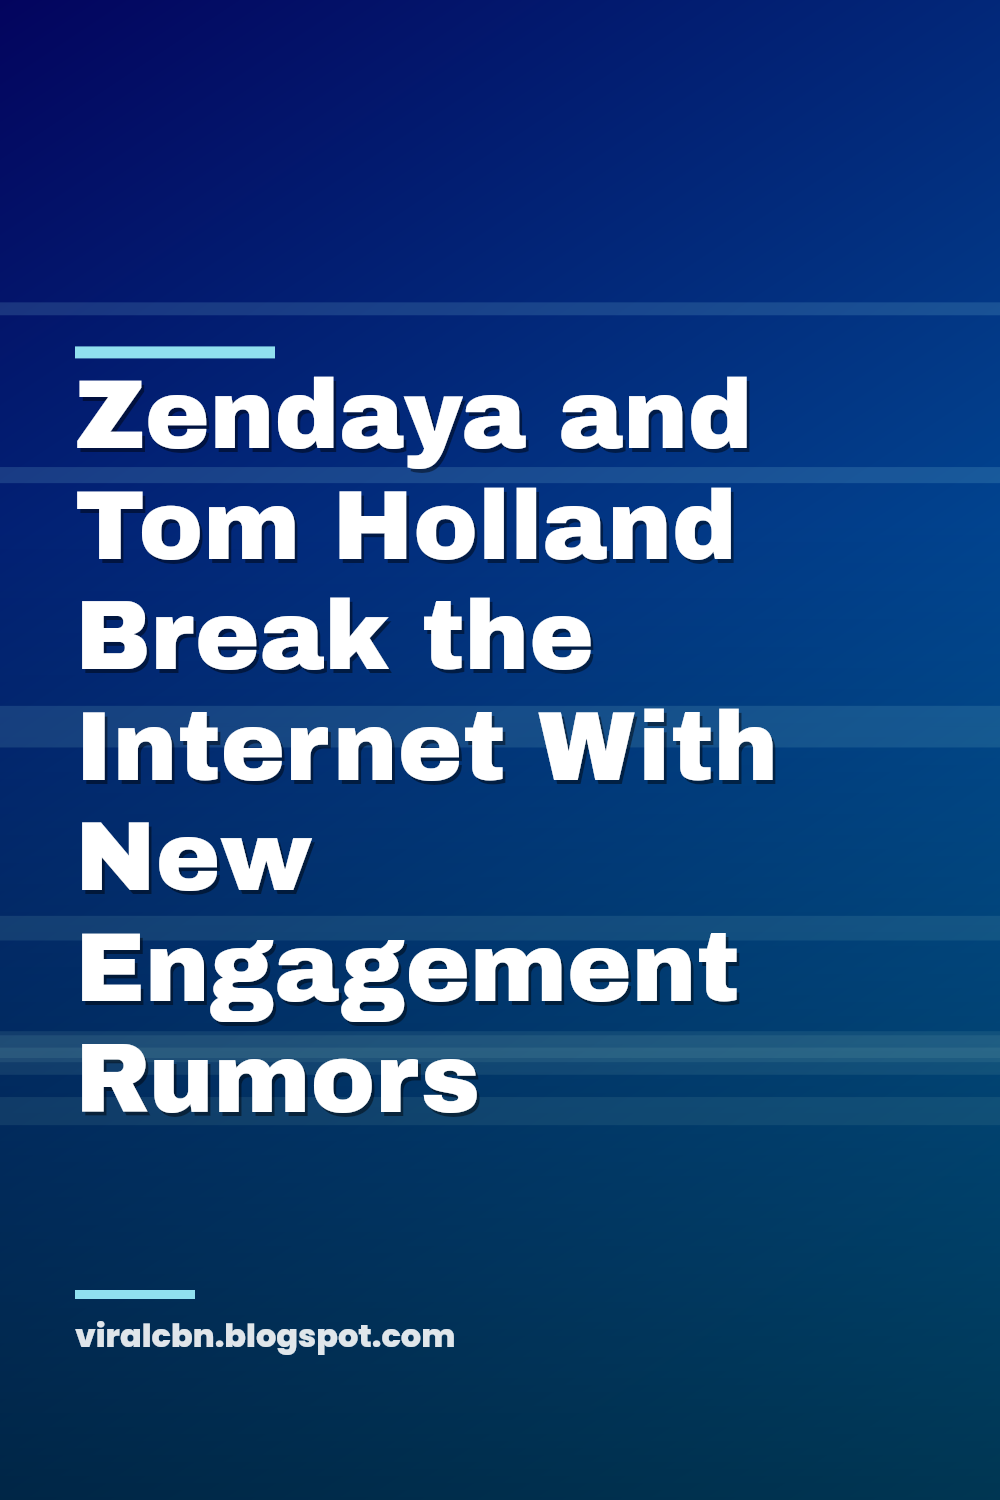 Zendaya and
Tom Holland
Break the
Internet With
New
Engagement
Rumors
viralcbn.blogspot.com